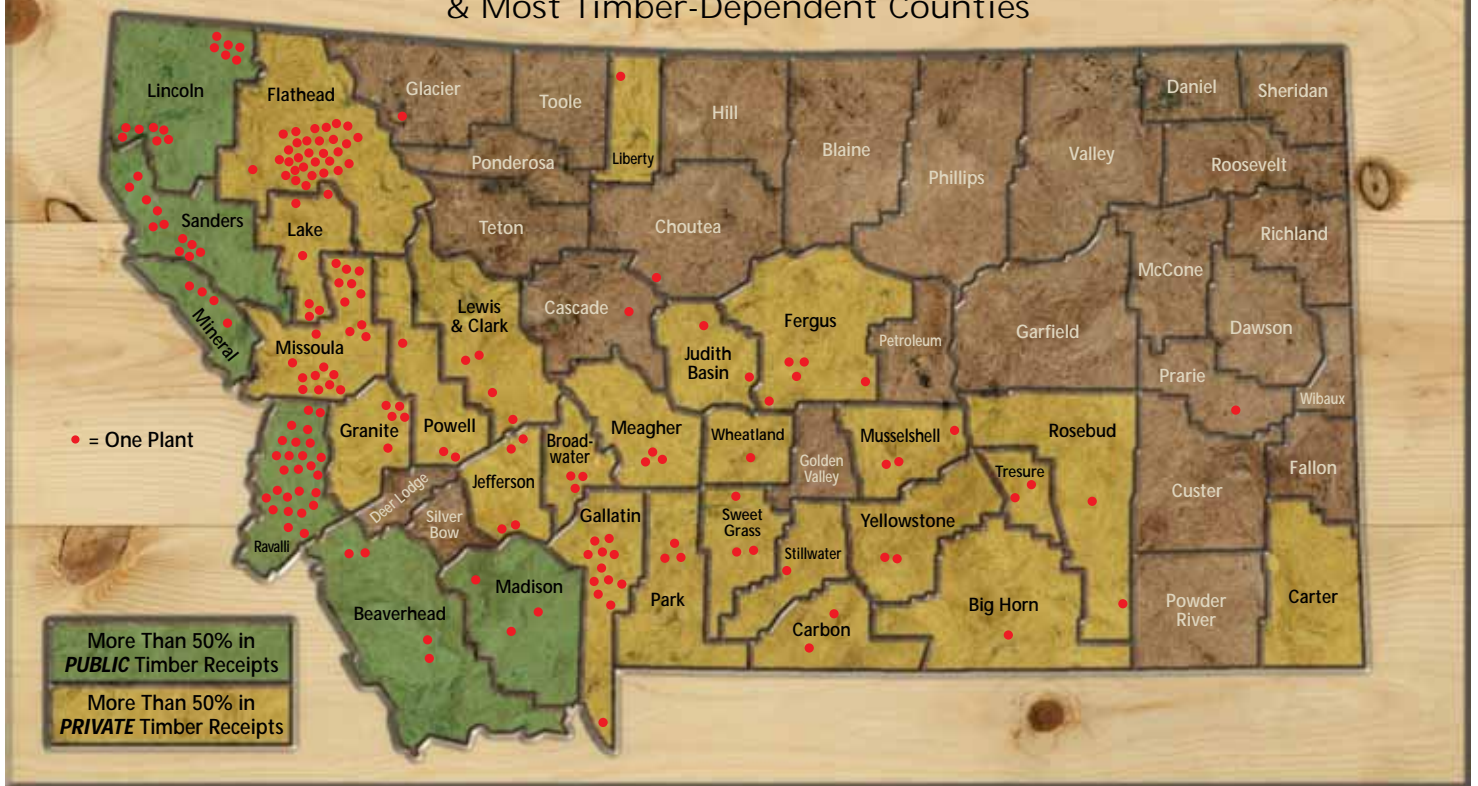 & Most Timber-Dependent Counties
Lincoln
Flathead
Glacier
Toole
Liberty
Hill
Blaine
Phillips
Valley
Daniel
Sheridan
Roosevelt
Ponderosa
Sanders
Lake
Teton
Choutea
Richland
McCone
Mineral
Missoula
Lewis
& Clark
Cascade
Judith
Basin
Fergus
Petroleum
Garfield
Dawson
Prarie
Wibaux
= One Plant
Granite
Powell
Broad-
water
Meagher
Wheatland
Golden
Valley
Musselshell
Rosebud
Tresure
Custer
Fallon
Ravalli
Deer Lodge
Silver
Bow
Jefferson
Gallatin
Sweet
Grass
Stillwater
Yellowstone
Beaverhead
Madison
Park
Carbon
Big Horn
Powder
River
Carter
More Than 50% in
PUBLIC Timber Receipts
More Than 50% in
PRIVATE Timber Receipts